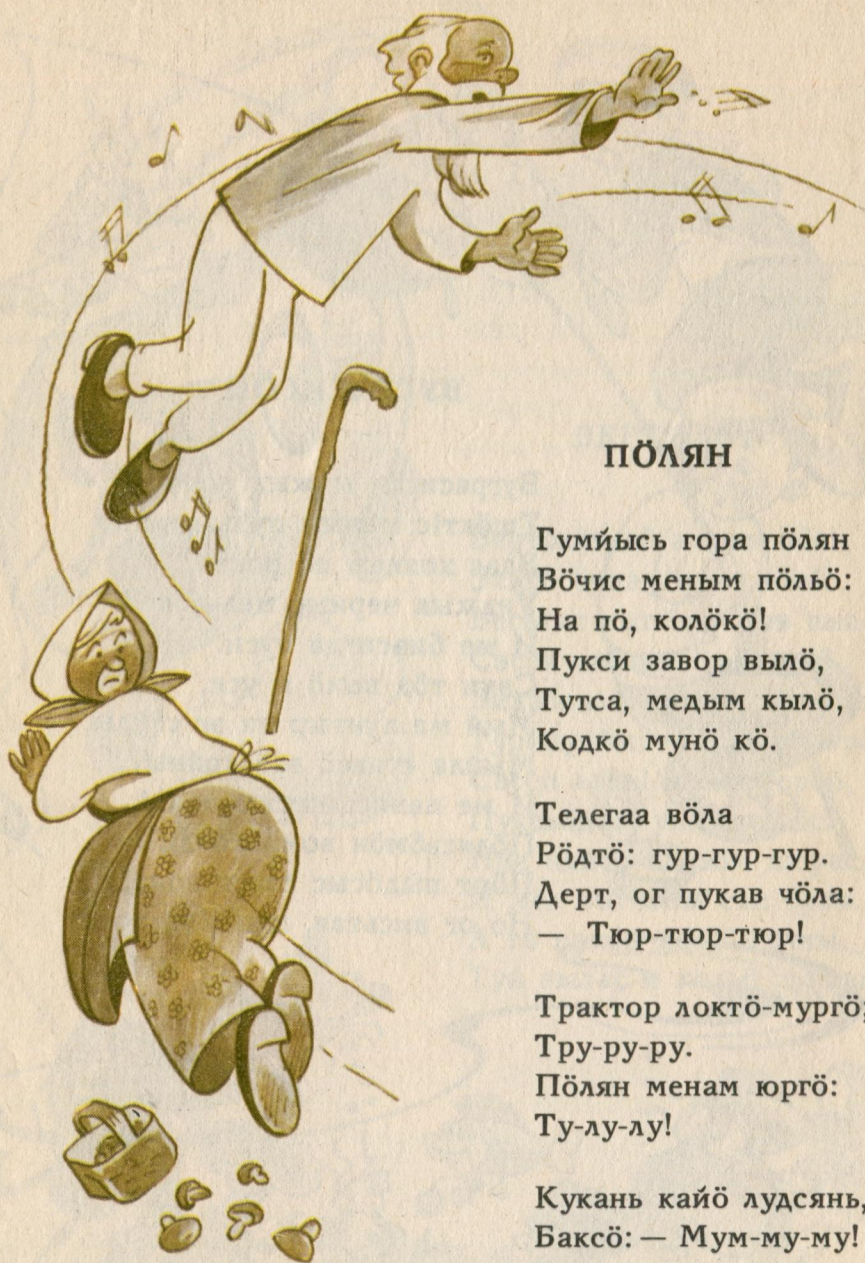 ПӦЛЯН
Гумйысь гора пӧлян
Вӧчис меным пӧльӧ:
На пӧ, колӧкӧ!
Пукси завор вылӧ,
Тутса, медым кылӧ,
Кодкӧ мунӧ кӧ.
Телегаа вӧла
Рӧдтӧ: гур-гур-гур.
Дерт, ог пукав чӧла:
— Тюр-тюр-тюр!
Трактор локтӧ-мургӧ:
Тру-ру-ру.
Пӧлян менам юргӧ:
Ту-лу-лу!
Кукань кайӧ лудсянь,
Баксӧ: — Мум-му-му!